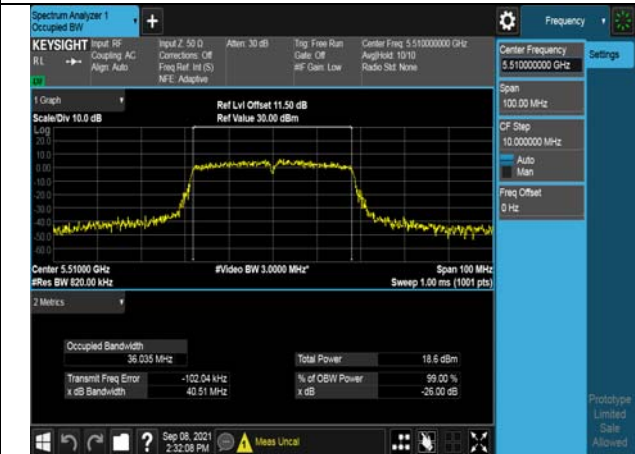 Spectrum Analyzer 1
Occupied BW
Frequency
KEYSIGHT
RL
Input: RF
Coupling: AC
Align: Auto
Input Z: 50 Ω
Corrections: Off
Freq Ref: Int (S)
NFE: Adaptive
Atten: 30 dB
Trig: Free Run
Gate: Off
#IF Gain: Low
Center Freq: 5.510000000 GHz
Avg|Hold: 10/10
Radio Std: None
Center Frequency
5.510000000 GHz
Settings
Span
100.00 MHz
CF Step
10.000000 MHz
Auto
Man
Freq Offset
0 Hz
1 Graph
Scale/Div 10.0 dB
Ref Lvl Offset 11.50 dB
Ref Value 30.00 dBm
Log
20.0
10.0
0.00
-10.0
-20.0
-30.0
-40.0
-50.0
-60.0
Center 5.51000 GHz
#Res BW 820.00 kHz
#Video BW 3.0000 MHz*
Span 100 MHz
Sweep 1.00 ms (1001 pts)
2 Metrics
Occupied Bandwidth
36.035 MHz
Total Power 18.6 dBm
Transmit Freq Error -102.04 kHz
% of OBW Power 99.00 %
x dB Bandwidth 40.51 MHz
x dB -26.00 dB
Prototype
Limited
Sale
Allowed
Sep 08, 2021
2:32:08 PM
Meas Uncal